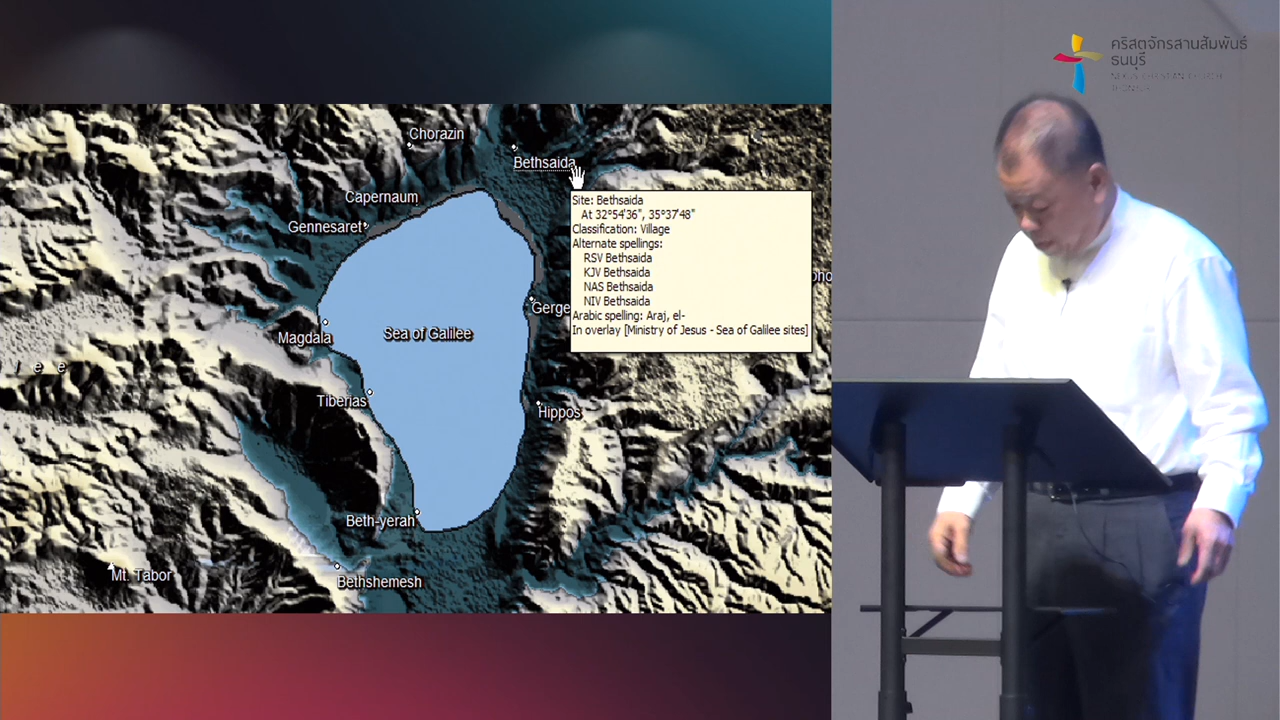 คริสตจักรสานสัมพันธ์
ธนบุรี
Chorazin
Bethsaida
Capernaum
Gennesaret
Site: Bethsaida
At 32°54'36", 35°37'48"
Classification: Village
Alternate spellings:
RSV Bethsaida
KJV Bethsaida
NAS Bethsaida
NIV Bethsaida
Arabic spelling: Araj, el-
In overlay [Ministry of Jesus - Sea of Galilee sites]
Gerge
Magdala
Sea of Galilee
l e e
Tiberias
Hippos
Beth-yerah
Mt. Tabor
Bethshemesh